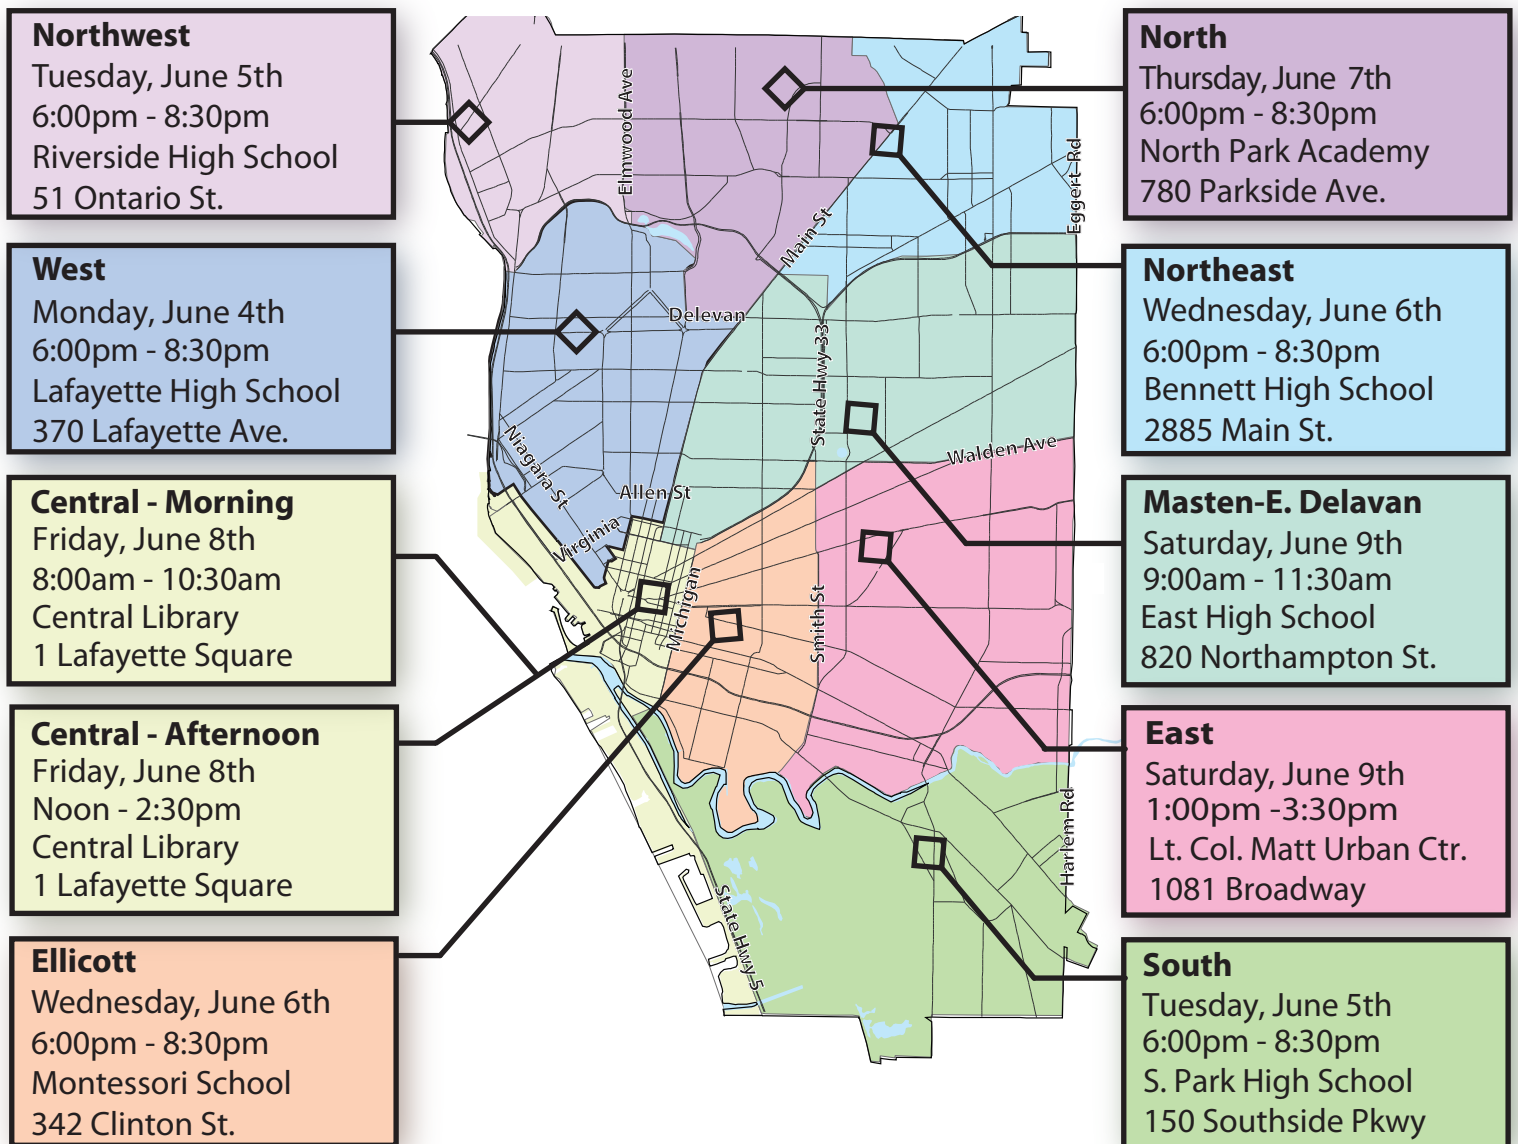 Northwest
Tuesday, June 5th
6:00pm - 8:30pm
Riverside High School
51 Ontario St.
West
Monday, June 4th
6:00pm - 8:30pm
Lafayette High School
370 Lafayette Ave.
Central - Morning
Friday, June 8th
8:00am - 10:30am
Central Library
1 Lafayette Square
Central - Afternoon
Friday, June 8th
Noon - 2:30pm
Central Library
1 Lafayette Square
Ellicott
Wednesday, June 6th
6:00pm - 8:30pm
Montessori School
342 Clinton St.
Elmwood Ave
Main St
Eggert Rd
Delevan
State Hwy 33
Niagara St
Allen St
Virginia
Walden Ave
Michigan
Smith St
Harlem Rd
State Hwy 5
North
Thursday, June 7th
6:00pm - 8:30pm
North Park Academy
780 Parkside Ave.
Northeast
Wednesday, June 6th
6:00pm - 8:30pm
Bennett High School
2885 Main St.
Masten-E. Delavan
Saturday, June 9th
9:00am - 11:30am
East High School
820 Northampton St.
East
Saturday, June 9th
1:00pm -3:30pm
Lt. Col. Matt Urban Ctr.
1081 Broadway
South
Tuesday, June 5th
6:00pm - 8:30pm
S. Park High School
150 Southside Pkwy